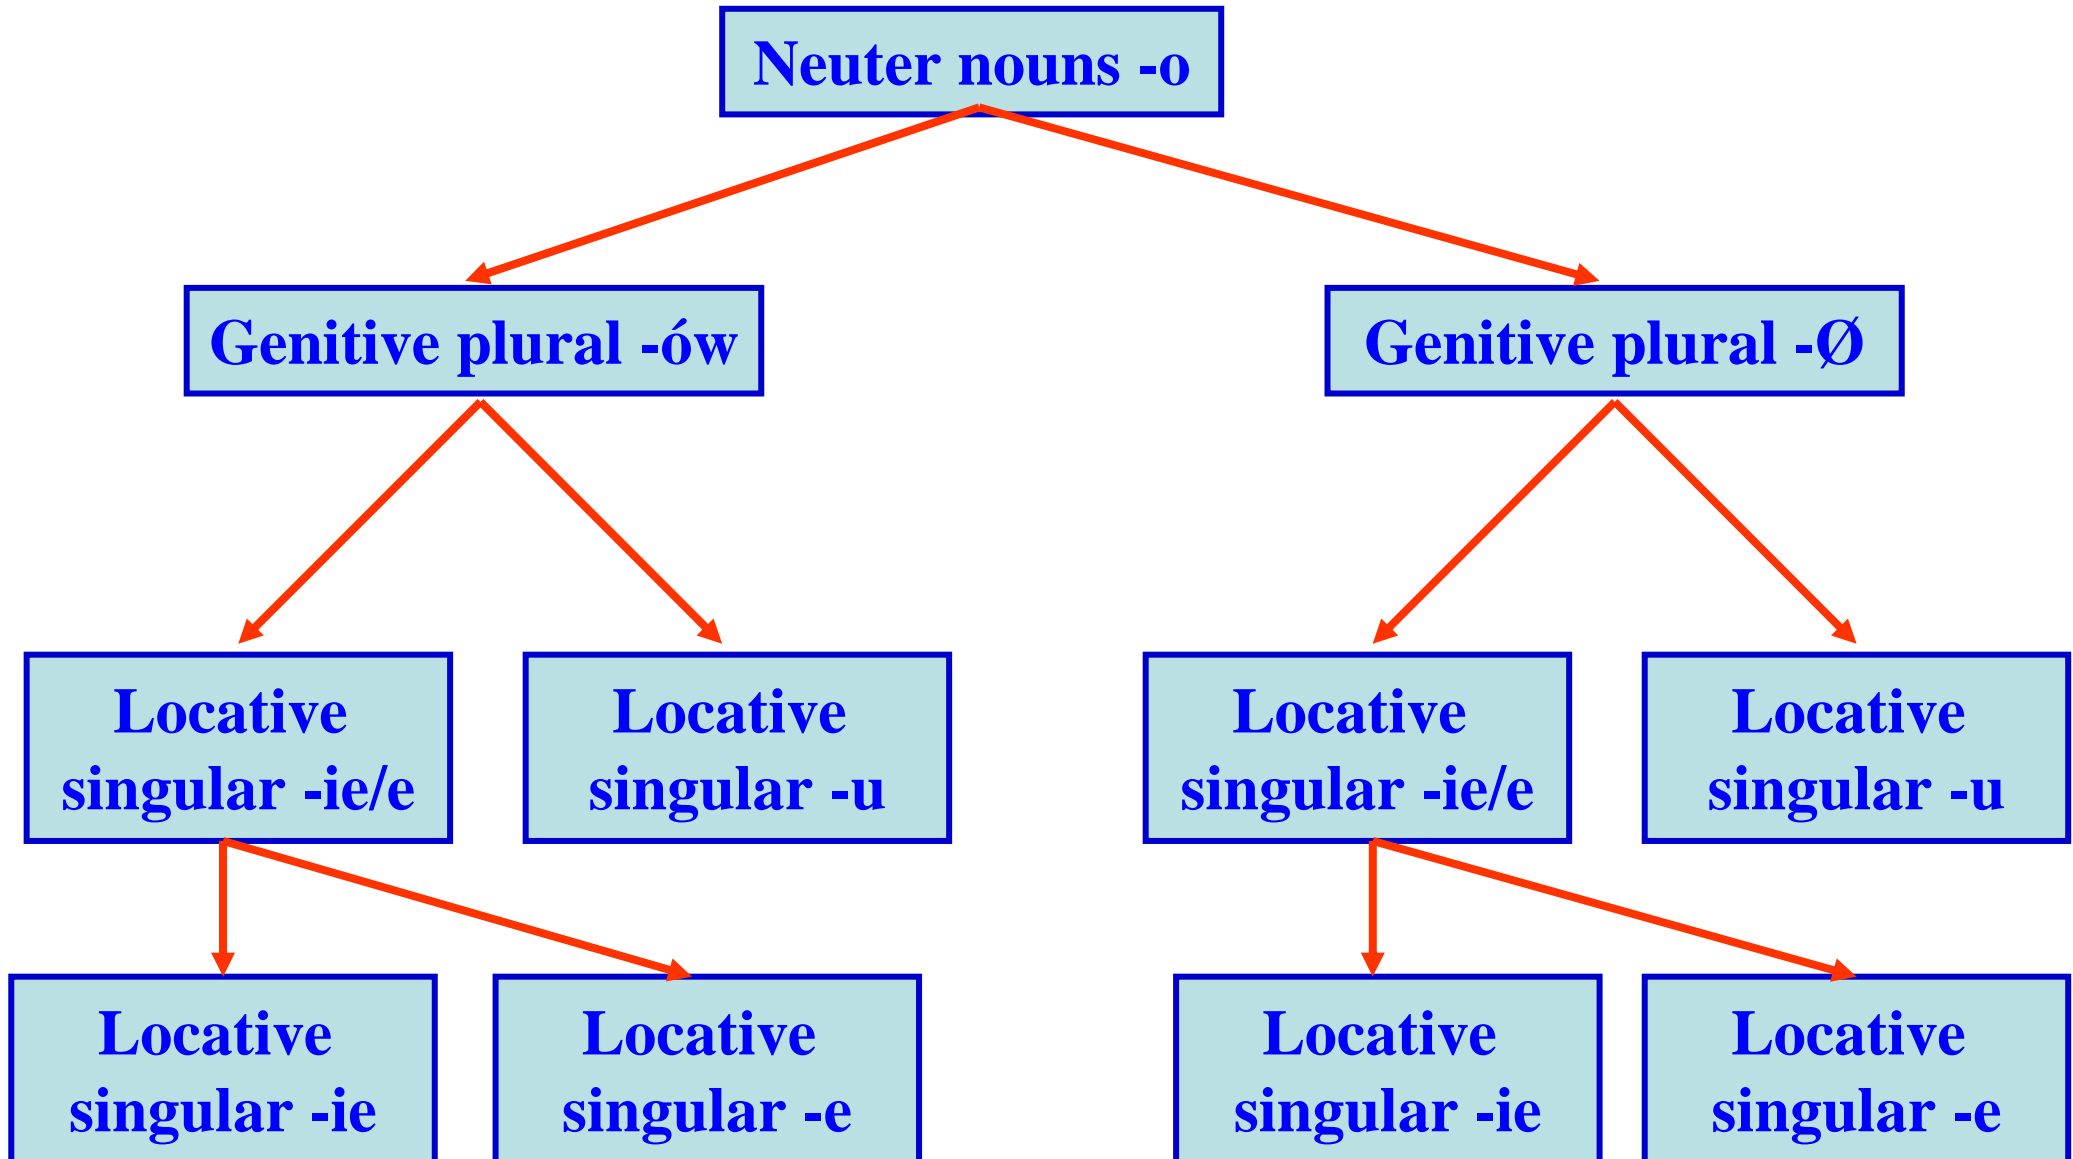 Neuter nouns -o
Genitive plural -ów
Genitive plural -Ø
Locative
singular -ie/e
Locative
singular -u
Locative
singular -ie/e
Locative
singular -u
Locative
singular -ie
Locative
singular -e
Locative
singular -ie
Locative
singular -e